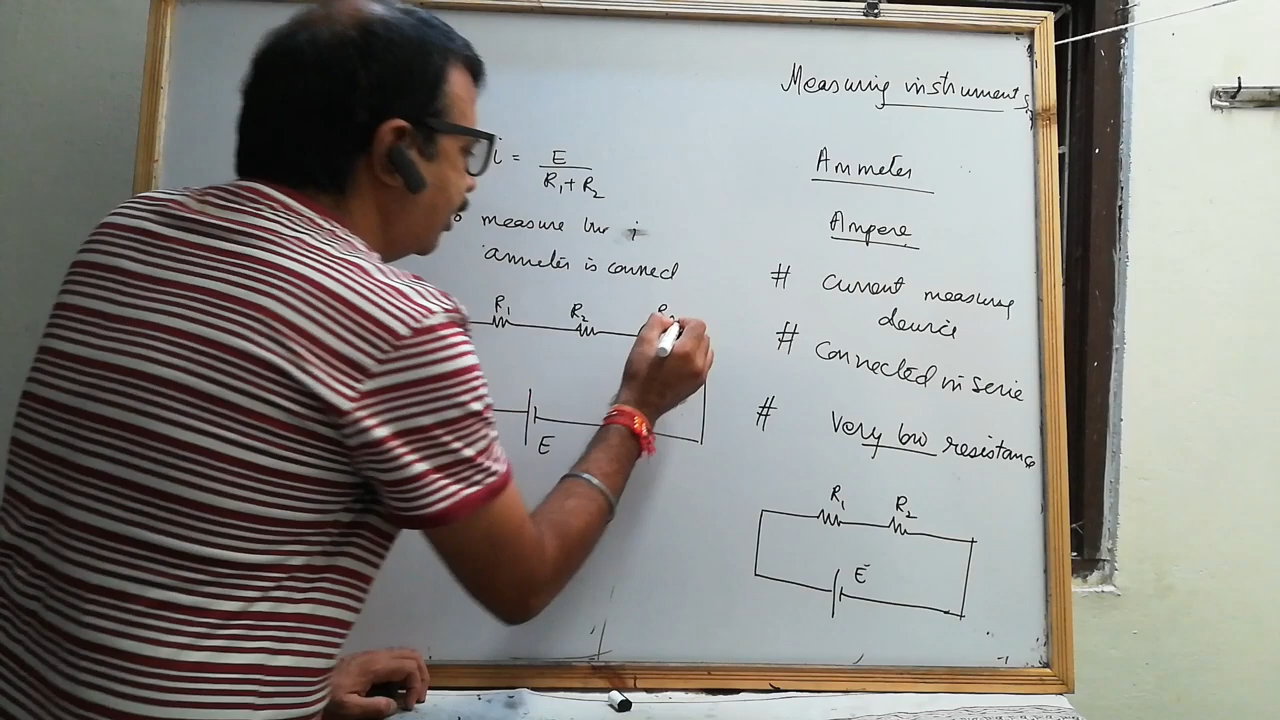 Measuring instruments
Ammeter
Ampere
# Current measuring
device
# Connected in serie
# Very low resistance
R₁ R₂
E
i = E
R₁ + R₂
measure the i
ammeter is connect
R₁ R₂
E